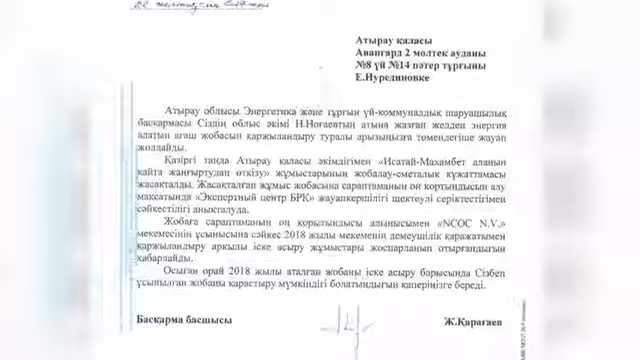 Атырау қаласы
Авангард 2 мөлтек ауданы
№8 үй №14 пәтер тұрғыны
Е.Нурединовке
Атырау облысы Энергетика және тұрғын үй-коммуналдық шаруашылық
басқармасы Сіздің облыс әкімі Н.Ноғаевтың атына жазған желден энергия
алатын ағаш жобасын қаржыландыру туралы арызыңызға төмендегіше жауап
жолдайды.
Қазіргі таңда Атырау қаласы әкімдігімен «Исатай-Махамбет алаңын
қайта жаңғыртудан өткізу» жұмыстарының жобалау-сметалық құжаттамасы
жасақталды. Жасақталған жұмыс жобасына сараптаманың оң қортындысын алу
мақсатында «Экспертный центр БРК» жауапкершілігі шектеулі серіктестігімен
сәйкестілігі анықталуда.
Жобаға сараптаманың оң қорытындысы алынысымен «NCOC N.V.»
мекемесінің ұсынысына сәйкес 2018 жылы мекеменің демеушілік қаражатымен
қаржыландыру арқылы іске асыру жұмыстары жоспарланып отырғандығын
қабарлайды.
Осыған орай 2018 жылы аталған жобаны іске асыру барысында Сізбен
ұсынылған жобаны қарастыру мүмкіндігі болатындығын қаперіңізге береді.
Басқарма басшысы
Ж.Қарағаев